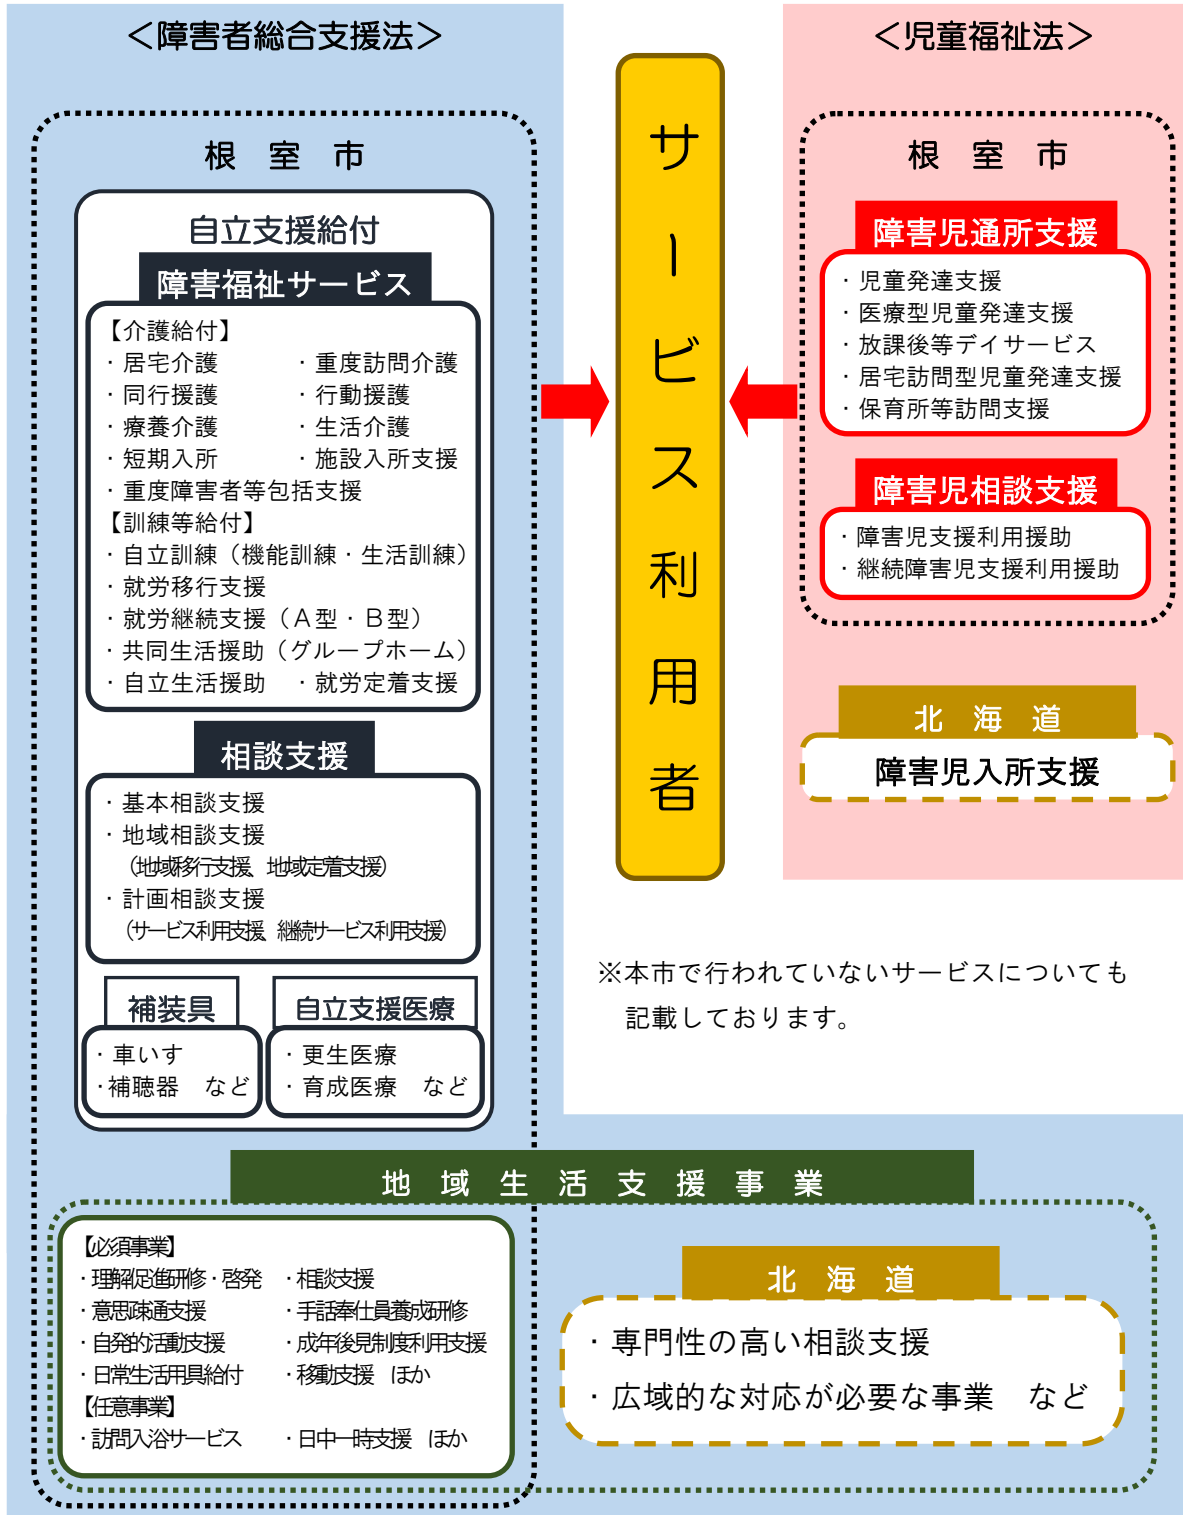 ＜障害者総合支援法＞
根　室　市
自立支援給付
障害福祉サービス
【介護給付】
・居宅介護　　　・重度訪問介護
・同行援護　　　・行動援護
・療養介護　　　・生活介護
・短期入所　　　・施設入所支援
・重度障害者等包括支援
【訓練等給付】
・自立訓練（機能訓練・生活訓練）
・就労移行支援
・就労継続支援（Ａ型・Ｂ型）
・共同生活援助（グループホーム）
・自立生活援助　・就労定着支援
相談支援
・基本相談支援
・地域相談支援
（地域移行支援、地域定着支援）
・計画相談支援
（サービス利用支援、継続サービス利用支援）
補装具
・車いす
・補聴器　など
自立支援医療
・更生医療
・育成医療　など
サービス利用者
＜児童福祉法＞
根　室　市
障害児通所支援
・児童発達支援
・医療型児童発達支援
・放課後等デイサービス
・居宅訪問型児童発達支援
・保育所等訪問支援
障害児相談支援
・障害児支援利用援助
・継続障害児支援利用援助
北　海　道
障害児入所支援
※本市で行われていないサービスについても
記載しております。
地　域　生　活　支　援　事　業
【必須事業】
・理解促進研修・啓発　・相談支援
・意思疎通支援　　　　・手話奉仕員養成研修
・自発的活動支援　　　・成年後見制度利用支援
・日常生活用具給付　　・移動支援　ほか
【任意事業】
・訪問入浴サービス　　・日中一時支援　ほか
北　海　道
・専門性の高い相談支援
・広域的な対応が必要な事業　など